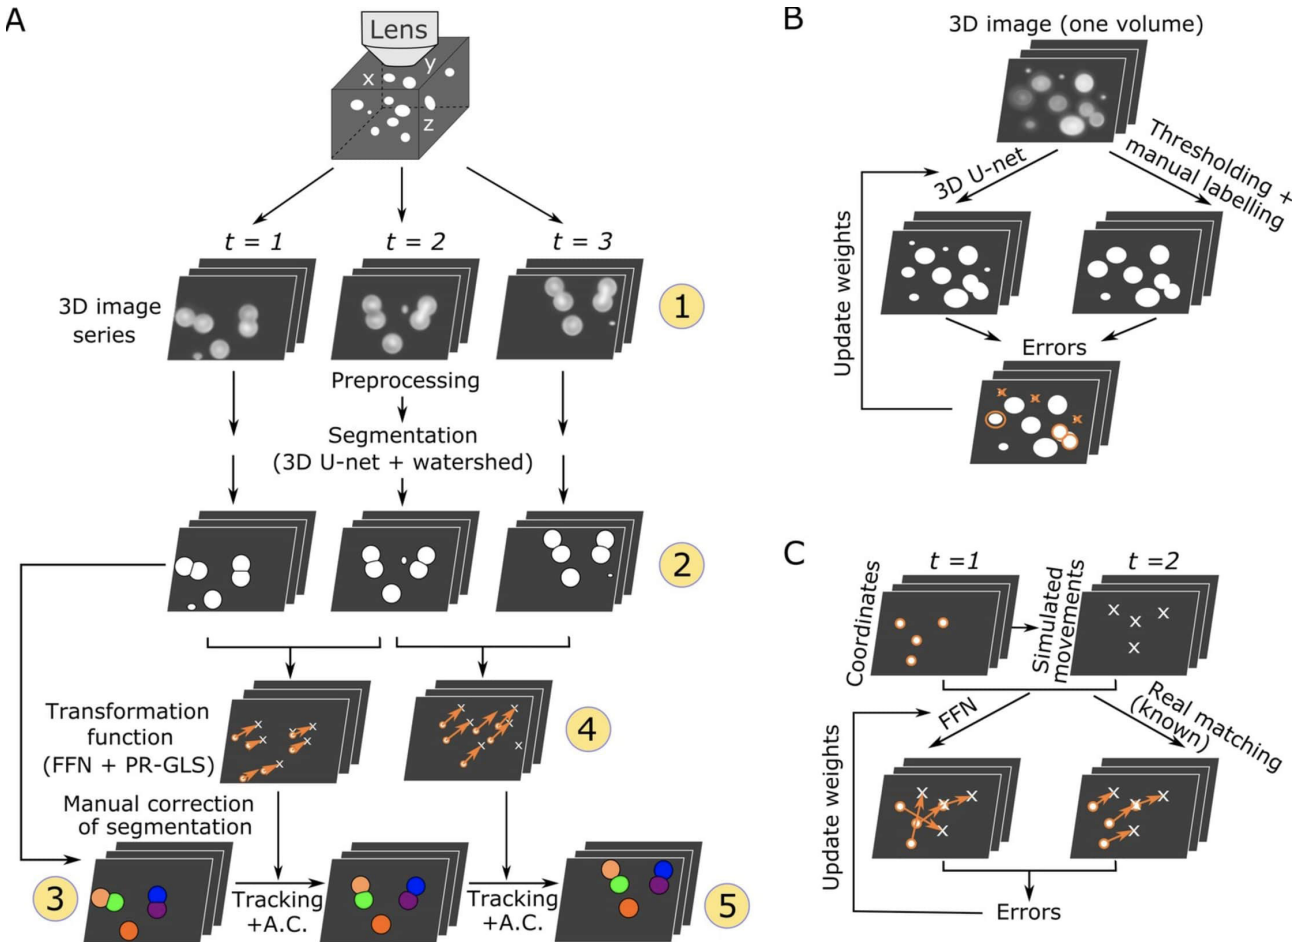 A
Lens
x
y
z
t = 1
t = 2
t = 3
3D image
series
1
Preprocessing
Segmentation
(3D U-net + watershed)
2
Transformation
function
(FFN + PR-GLS)
4
Manual correction
of segmentation
3
Tracking
+A.C.
Tracking
+A.C.
5
B
3D image (one volume)
3D U-net
Thresholding +
manual labelling
Update weights
Errors
C
t =1
t =2
Coordinates
Simulated
movements
FFN
Real matching
(known)
Update weights
Errors